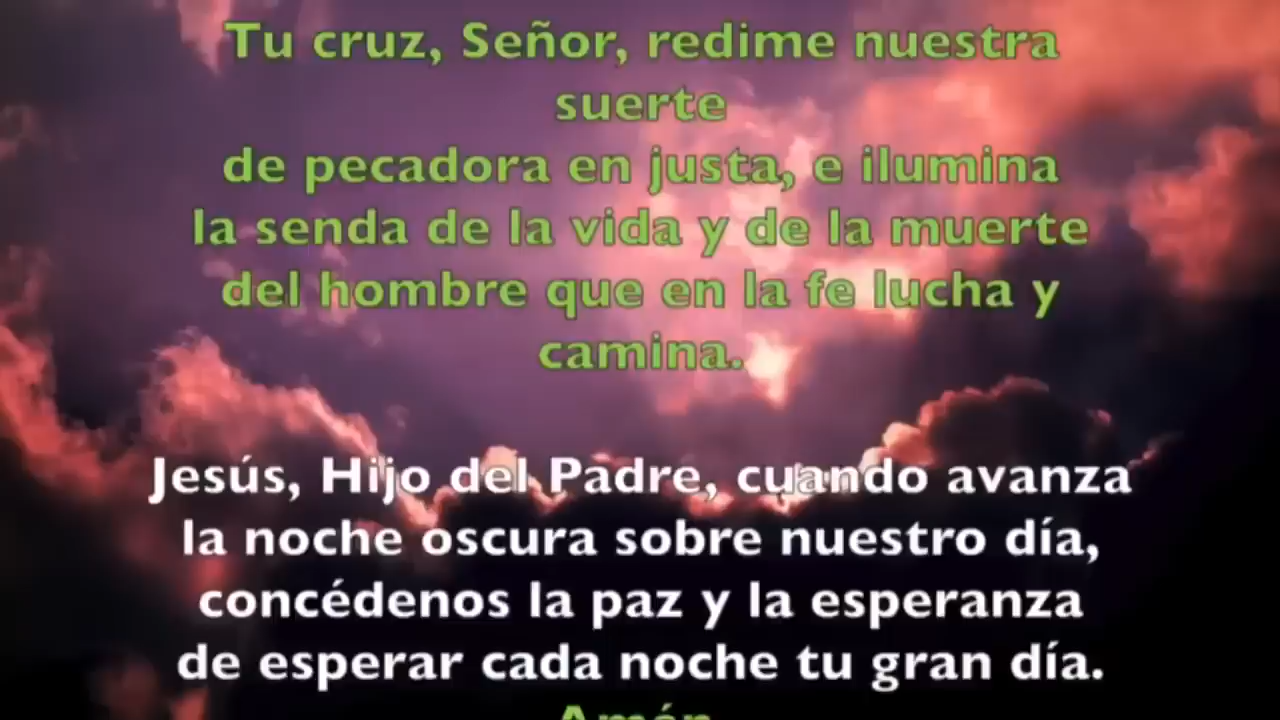 Tu cruz, Señor, redime nuestra
suerte
de pecadora en justa, e ilumina
la senda de la vida y de la muerte
del hombre que en la fe lucha y
camina.
Jesús, Hijo del Padre, cuando avanza
la noche oscura sobre nuestro día,
concédenos la paz y la esperanza
de esperar cada noche tu gran día.
Amén